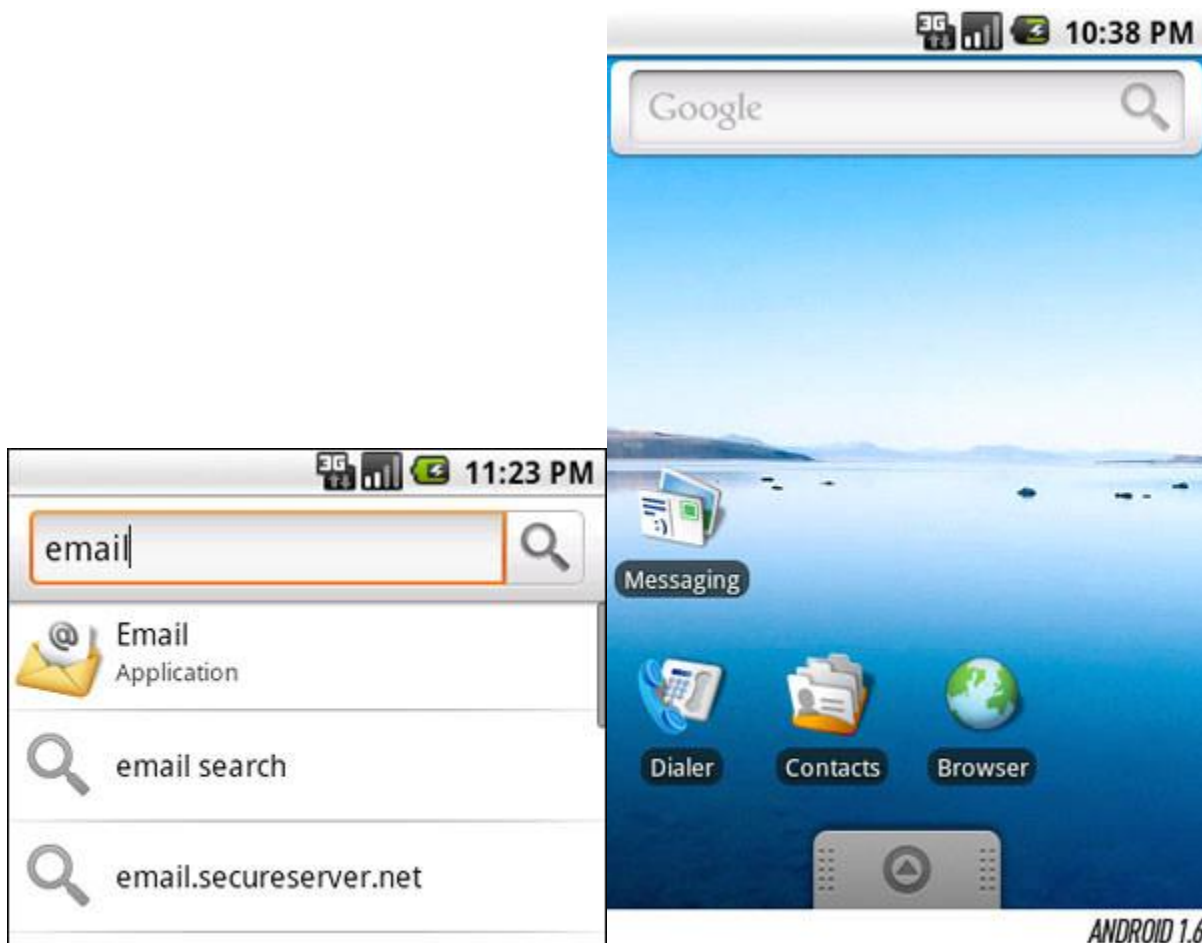 11:23 PM
email
Email
Application
email search
email.secureserver.net
3G
10:38 PM
Google
Messaging
Dialer
Contacts
Browser
ANDROID 1.6